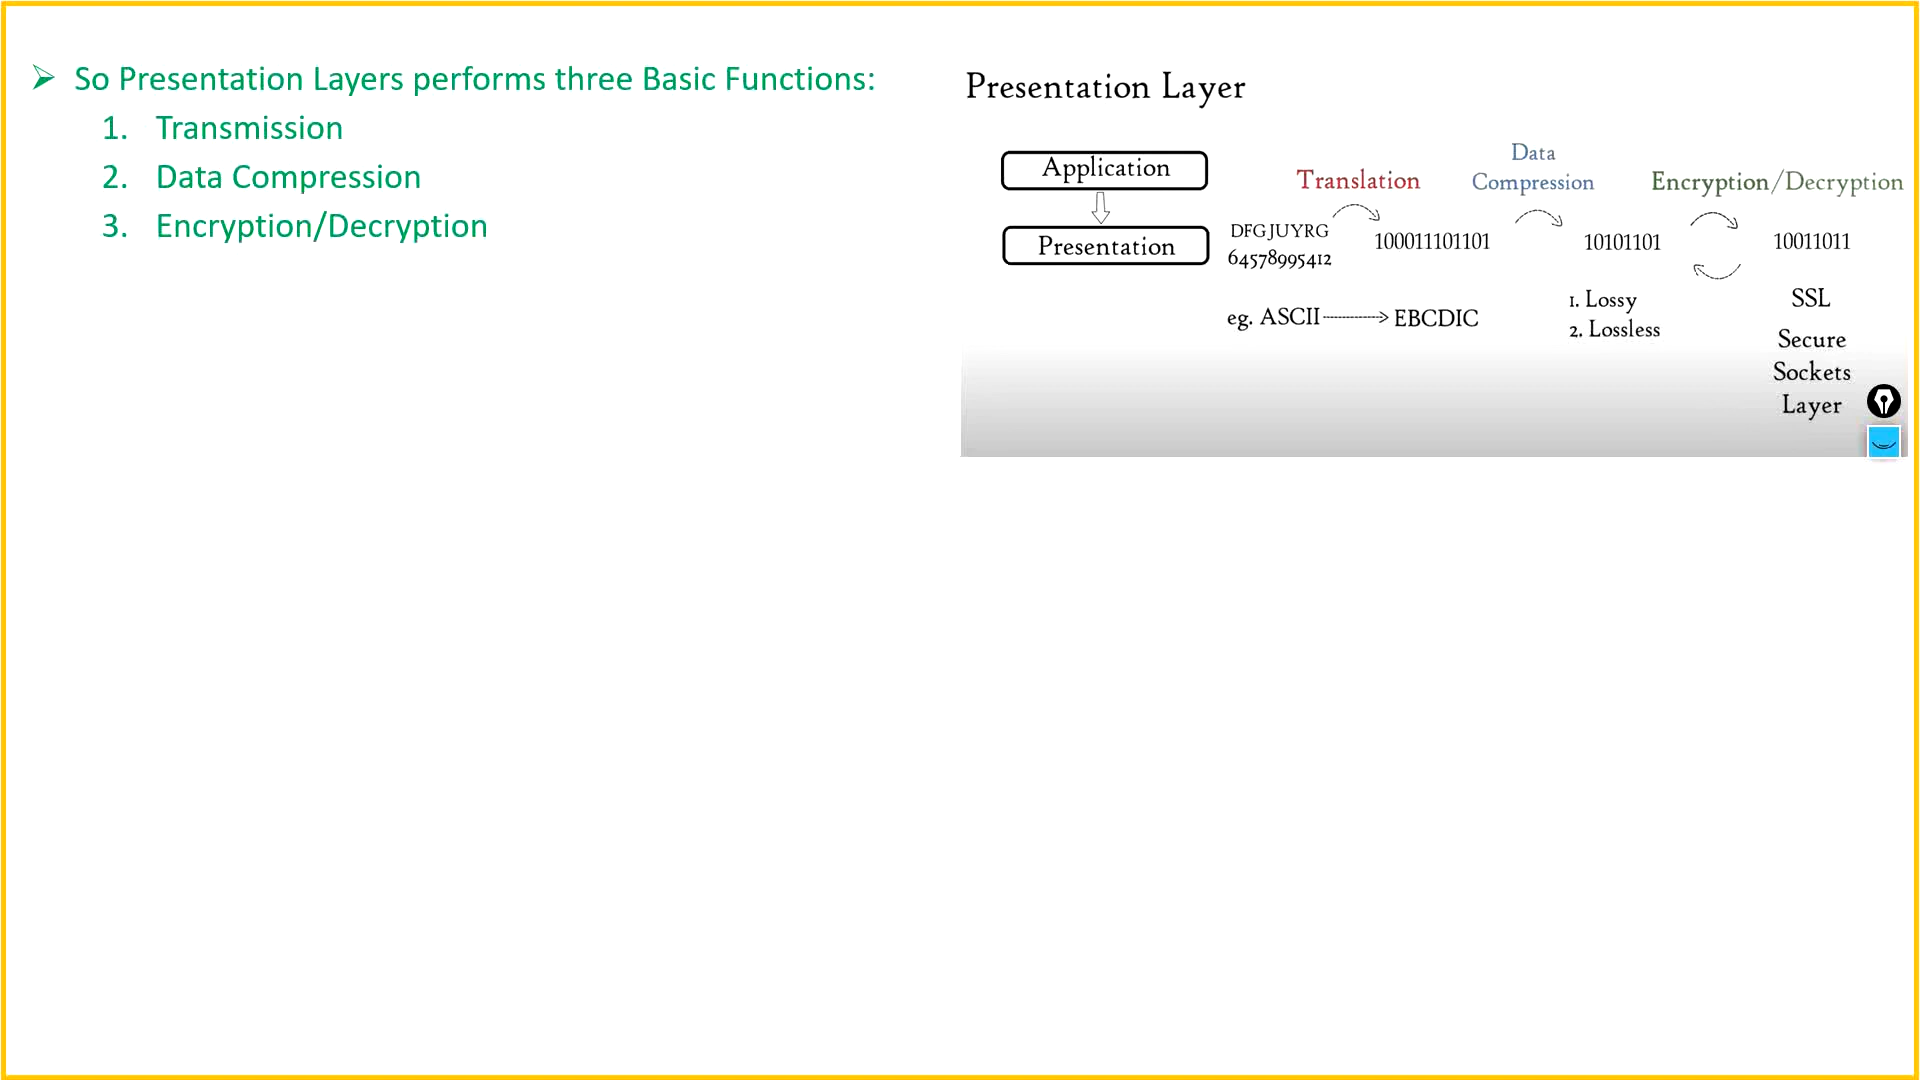 So Presentation Layers performs three Basic Functions:
1. Transmission
2. Data Compression
3. Encryption/Decryption
Presentation Layer
Application
Presentation
Translation
Data
Compression
Encryption/Decryption
DFGJUYRG
64578995412
100011101101
10101101
10011011
eg. ASCII
EBCDIC
1. Lossy
2. Lossless
SSL
Secure
Sockets
Layer